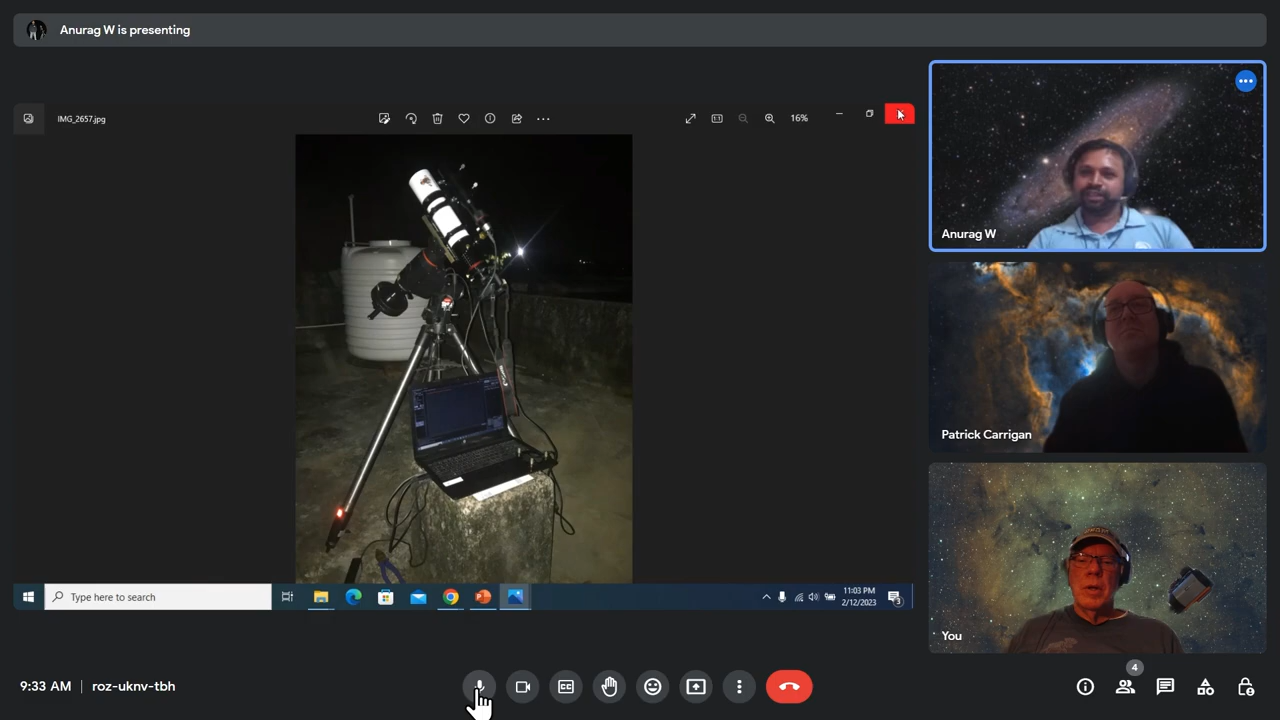 Anurag W is presenting
IMG_2657.jpg
16%
Anurag W
Patrick Carrigan
You
Type here to search
11:03 PM
2/12/2023
3
4
9:33 AM | roz-uknv-tbh